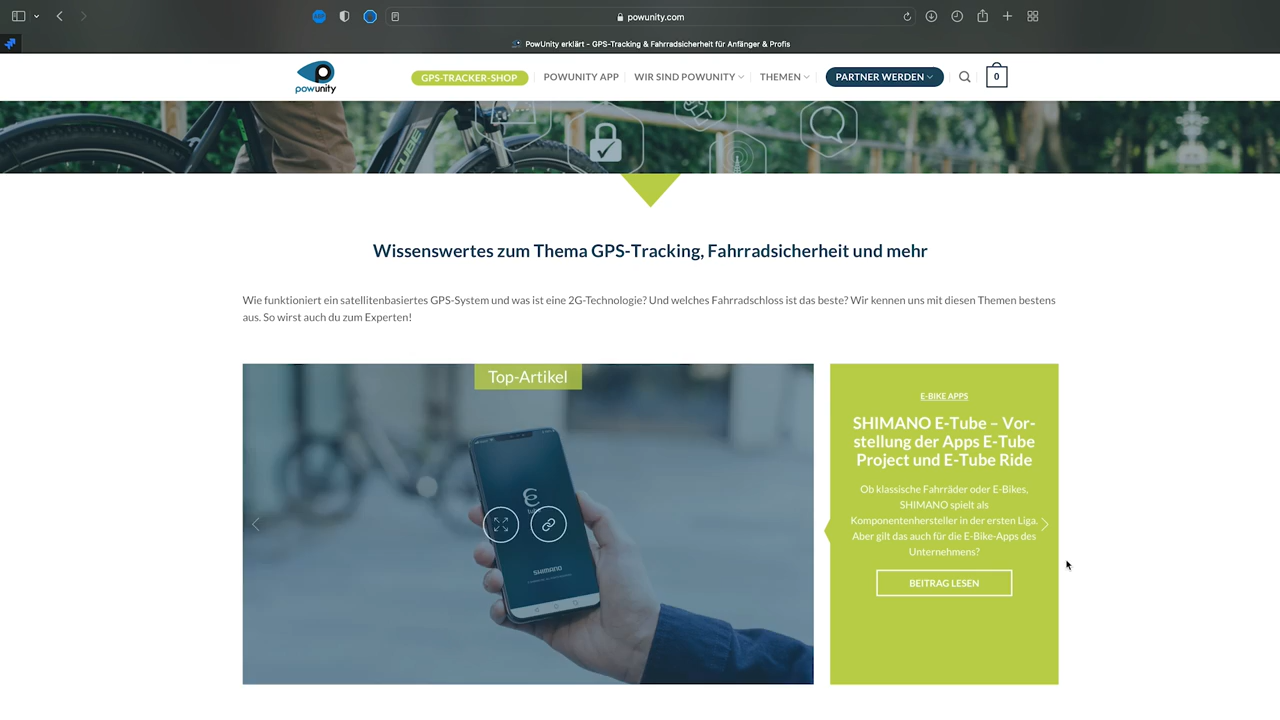 powunity.com
PowUnity erklärt - GPS-Tracking & Fahrradsicherheit für Anfänger & Profis
powunity
GPS-TRACKER-SHOP
POWUNITY APP
WIR SIND POWUNITY
THEMEN
PARTNER WERDEN
0
CUBE
Wissenswertes zum Thema GPS-Tracking, Fahrradsicherheit und mehr
Wie funktioniert ein satellitenbasiertes GPS-System und was ist eine 2G-Technologie? Und welches Fahrradschloss ist das beste? Wir kennen uns mit diesen Themen bestens
aus. So wirst auch du zum Experten!
Top-Artikel
SHIMANO
E-BIKE APPS
SHIMANO E-Tube – Vor-
stellung der Apps E-Tube
Project und E-Tube Ride
Ob klassische Fahrräder oder E-Bikes,
SHIMANO spielt als
Komponentenhersteller in der ersten Liga.
Aber gilt das auch für die E-Bike-Apps des
Unternehmens?
BEITRAG LESEN